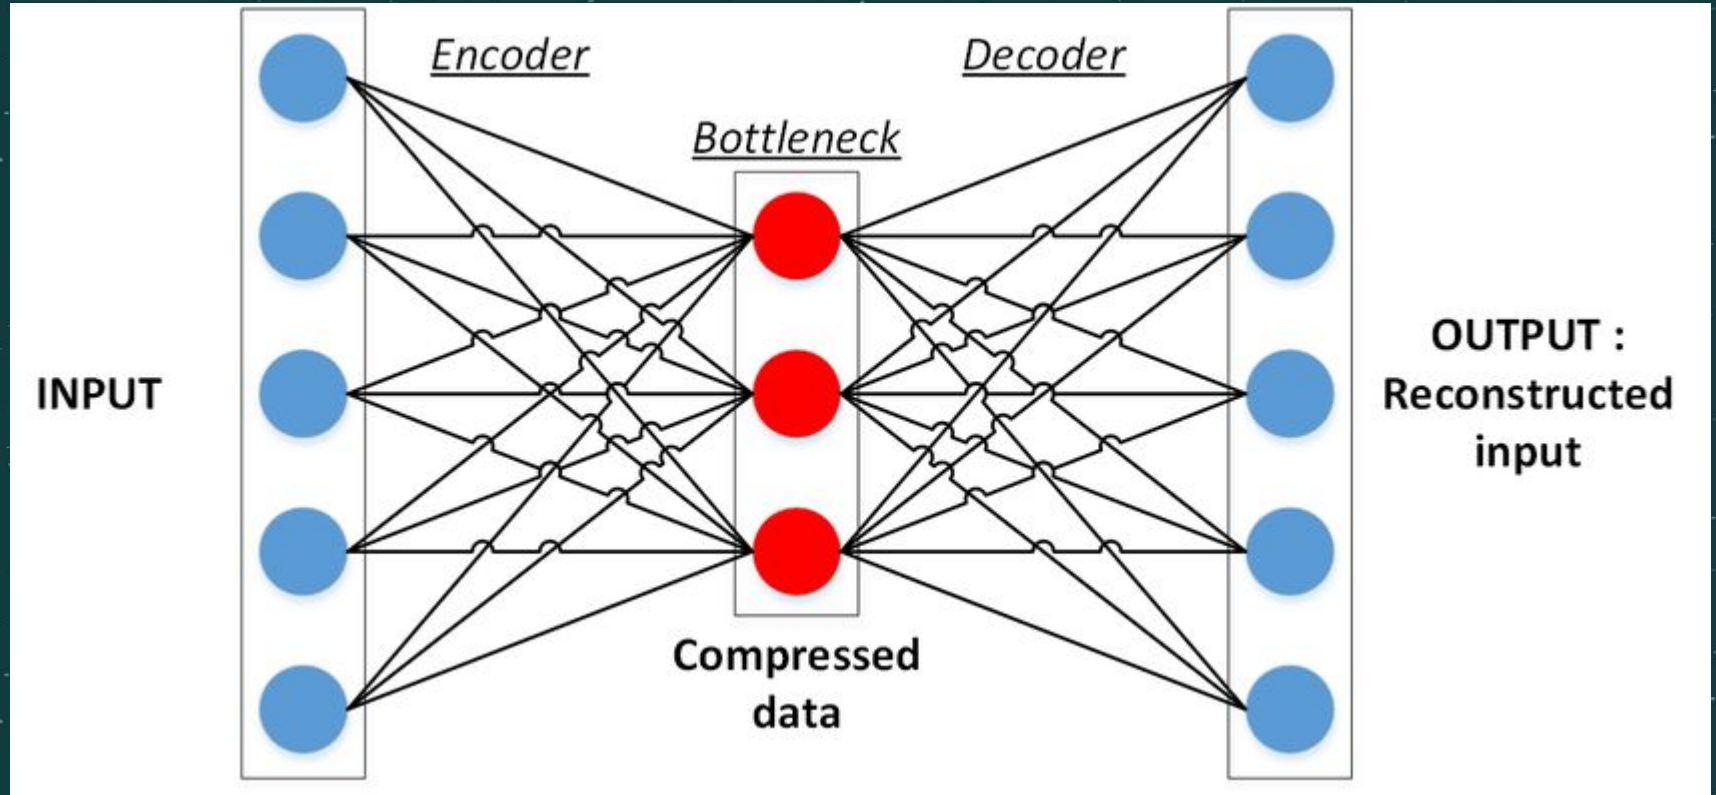 Encoder
Decoder
Bottleneck
INPUT
OUTPUT :
Reconstructed
input
Compressed
data